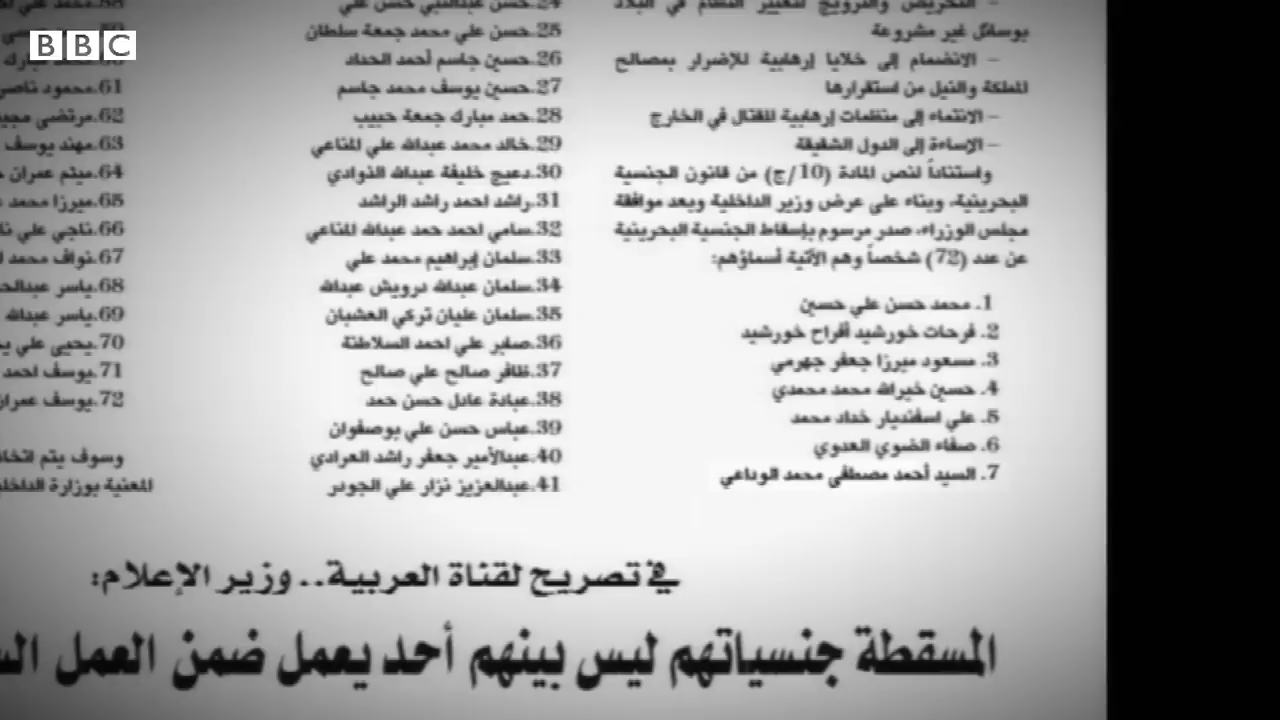 BBC
– التحريض والترويج لتغيير النظام في البلاد
بوسائل غير مشروعة
– الانضمام إلى خلايا إرهابية للإضرار بمصالح
المملكة والنيل من استقرارها
– الانتماء إلى منظمات إرهابية للقتال في الخارج
– الإساءة إلى الدول الشقيقة
واستناداً لنص المادة (10/ج) من قانون الجنسية
البحرينية، وبناء على عرض وزير الداخلية وبعد موافقة
مجلس الوزراء، صدر مرسوم بإسقاط الجنسية البحرينية
عن عدد (72) شخصاً وهم الآتية أسماؤهم:
1. محمد حسن علي حسين
2. فرحات خورشيد أفراح خورشيد
3. مسعود ميرزا جعفر جهرمي
4. حسين خيرالله محمد محمدي
5. علي اسفنديار خداد محمد
6. صفاء الضوي العدوي
7. السيد أحمد مصطفى محمد الوداعي
24.حسن عبدالنبي حسن علي
25.حسن علي محمد جمعة سلطان
26.حسين جاسم أحمد الحداد
27.حسين يوسف محمد جاسم
28.حمد مبارك جمعة حبيب
29.خالد محمد عبدالله علي المناعي
30.دعيج خليفة عبدالله النوادي
31.راشد احمد راشد الراشد
32.سامي احمد حمد عبدالله المناعي
33.سلمان إبراهيم محمد علي
34.سلمان عبدالله درويش عبدالله
35.سلمان عليان تركي العشبان
36.صقير علي احمد السلاطنة
37.ظافر صالح علي صالح
38.عبادة عادل حسن حمد
39.عباس حسن علي بوصفوان
40.عبدالأمير جعفر راشد العرادي
41.عبدالعزيز نزار علي الجودر
61.محمود ناصر
62.مرتضى
63.مهند يوسف
64.ميثم عمران
65.ميرزا محمد
66.ناجي علي
67.نواف محمد
68.ياسر
69.ياسر عبدالله
70.يحيى علي
71.يوسف احمد
72.يوسف عمران
وسوف يتم
المعنية بوزارة
في تصريح لقناة العربية.. وزير الإعلام:
المسقطة جنسياتهم ليس بينهم أحد يعمل ضمن العمل